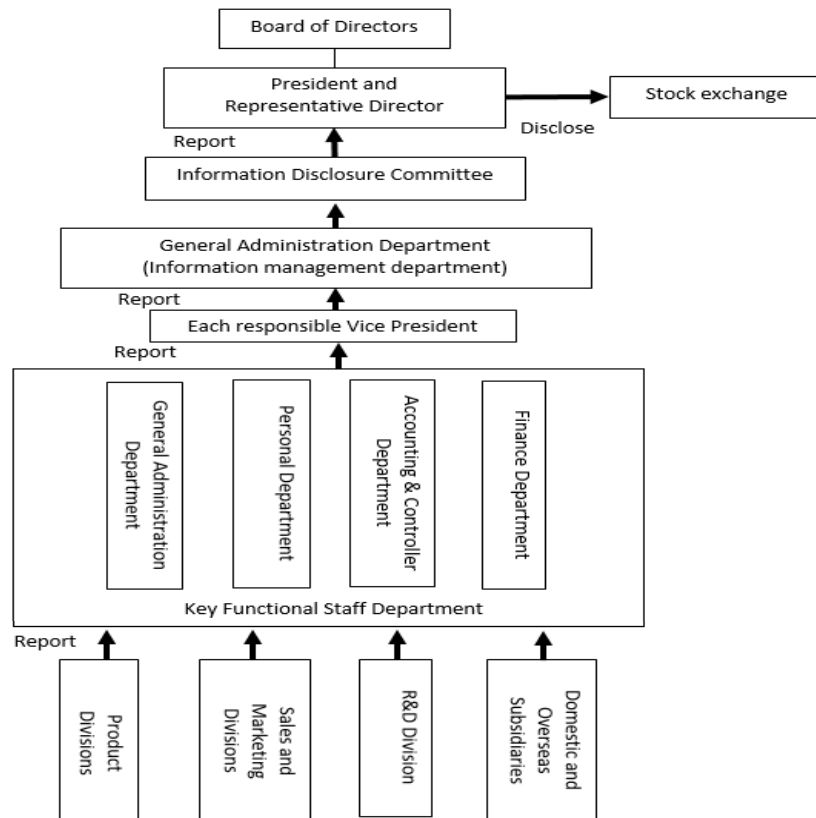 Board of Directors
President and
Representative Director
Stock exchange
Disclose
Report
Information Disclosure Committee
General Administration Department
(Information management department)
Report
Each responsible Vice President
Report
General Administration
Department
Personal Department
Accounting & Controller
Department
Finance Department
Key Functional Staff Department
Report
Product
Divisions
Sales and
Marketing
Divisions
R&D Division
Domestic and
Overseas
Subsidiaries